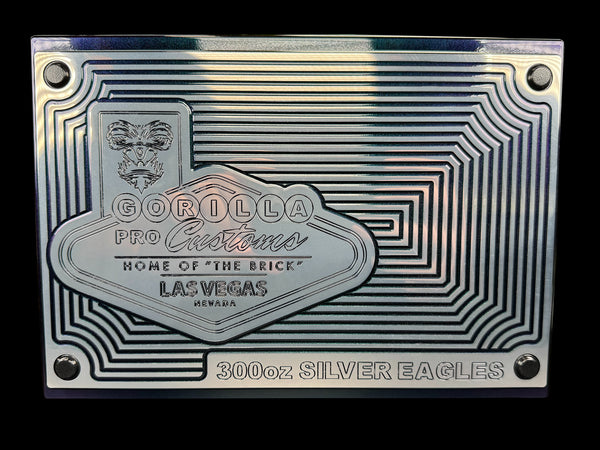 GORILLA
PRO Customs
HOME OF "THE BRICK"
LAS VEGAS
NEVADA
300oz SILVER EAGLES